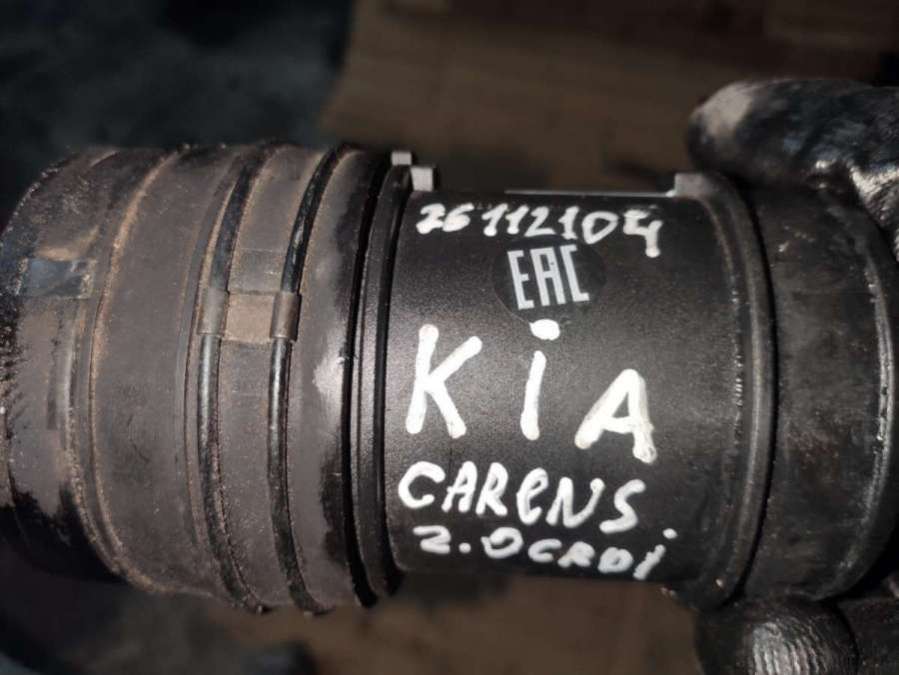 26112104
EAC
KiA
CAReNS.
2.0CRDi